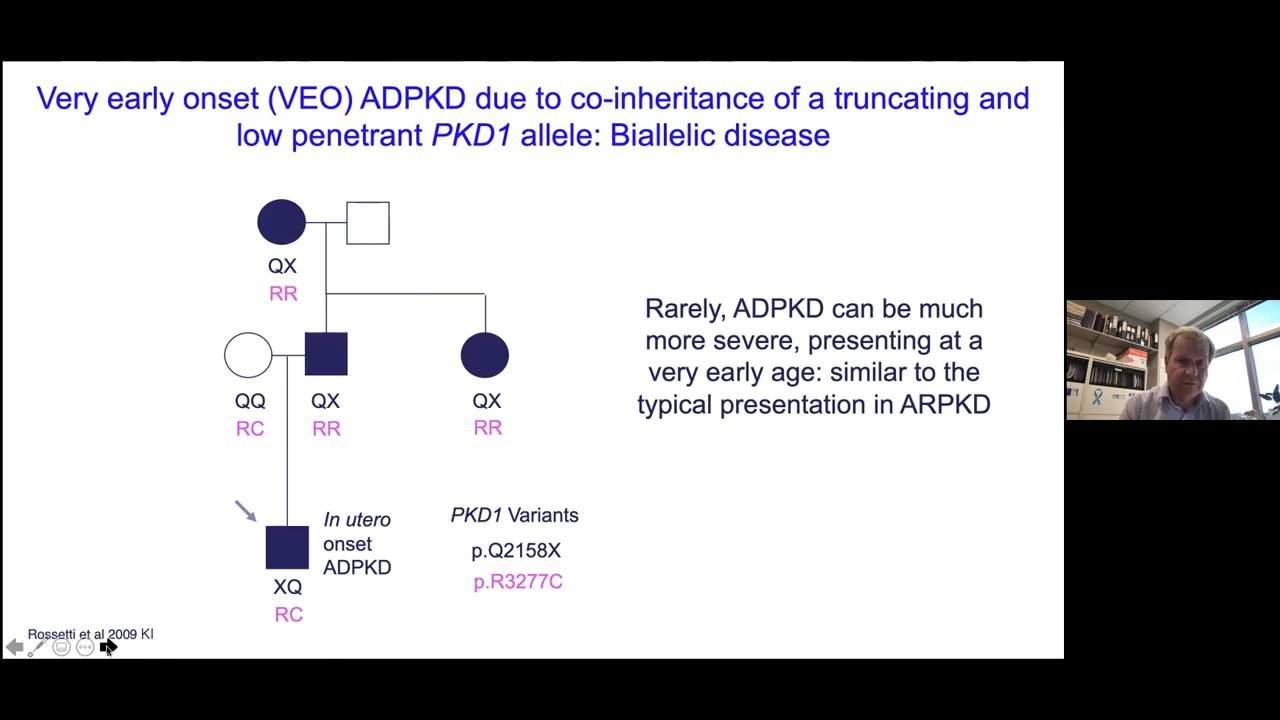 Very early onset (VEO) ADPKD due to co-inheritance of a truncating and
low penetrant PKD1 allele: Biallelic disease
QX
RR
Rarely, ADPKD can be much
more severe, presenting at a
very early age: similar to the
typical presentation in ARPKD
QQ
RC
QX
RR
QX
RR
In utero
onset
ADPKD
XQ
RC
PKD1 Variants
p.Q2158X
p.R3277C
Rossetti et al 2009 KI